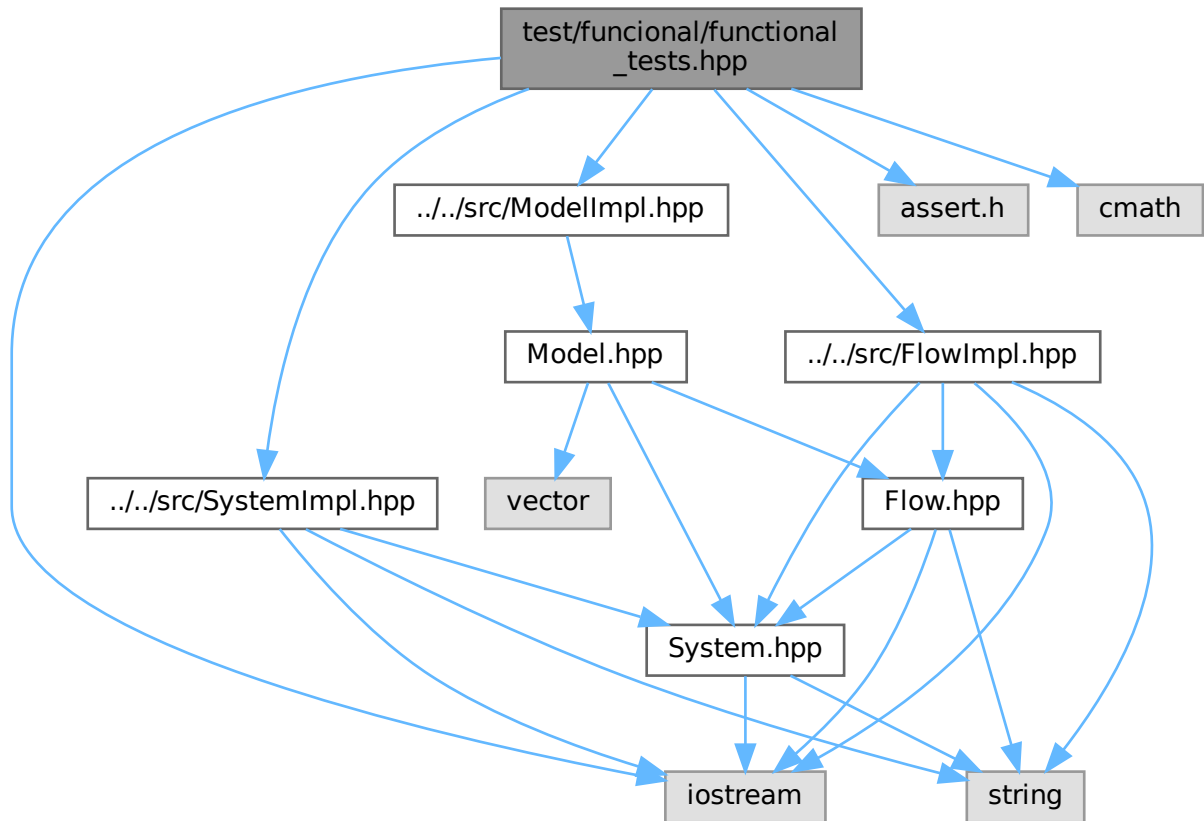 test/funcional/functional
_tests.hpp
../../src/ModelImpl.hpp
assert.h
cmath
Model.hpp
../../src/FlowImpl.hpp
../../src/SystemImpl.hpp
vector
Flow.hpp
System.hpp
iostream
string